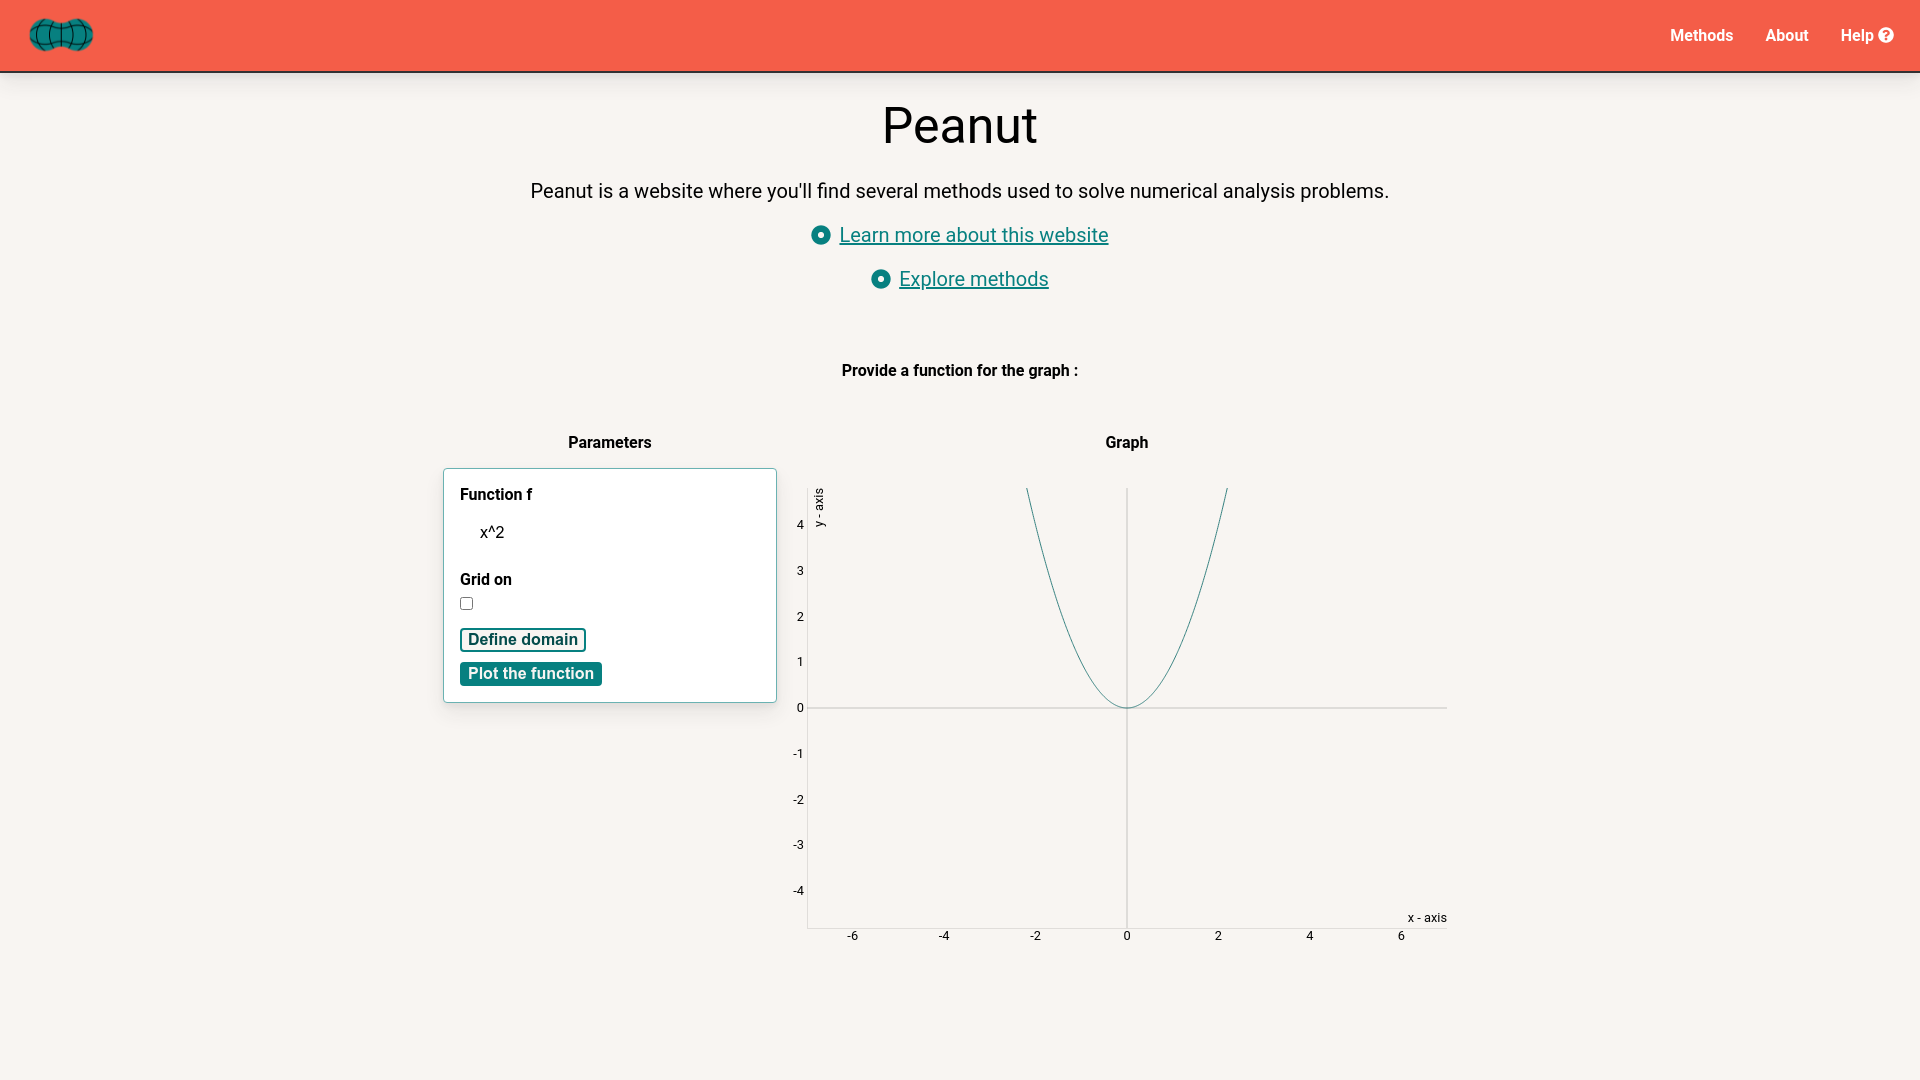 Methods About Help
Peanut
Peanut is a website where you'll find several methods used to solve numerical analysis problems.
Learn more about this website
Explore methods
Provide a function for the graph :
Parameters
Function f
x^2
Grid on
Define domain
Plot the function
Graph
y - axis
4
3
2
1
0
-1
-2
-3
-4
x - axis
-6 -4 -2 0 2 4 6